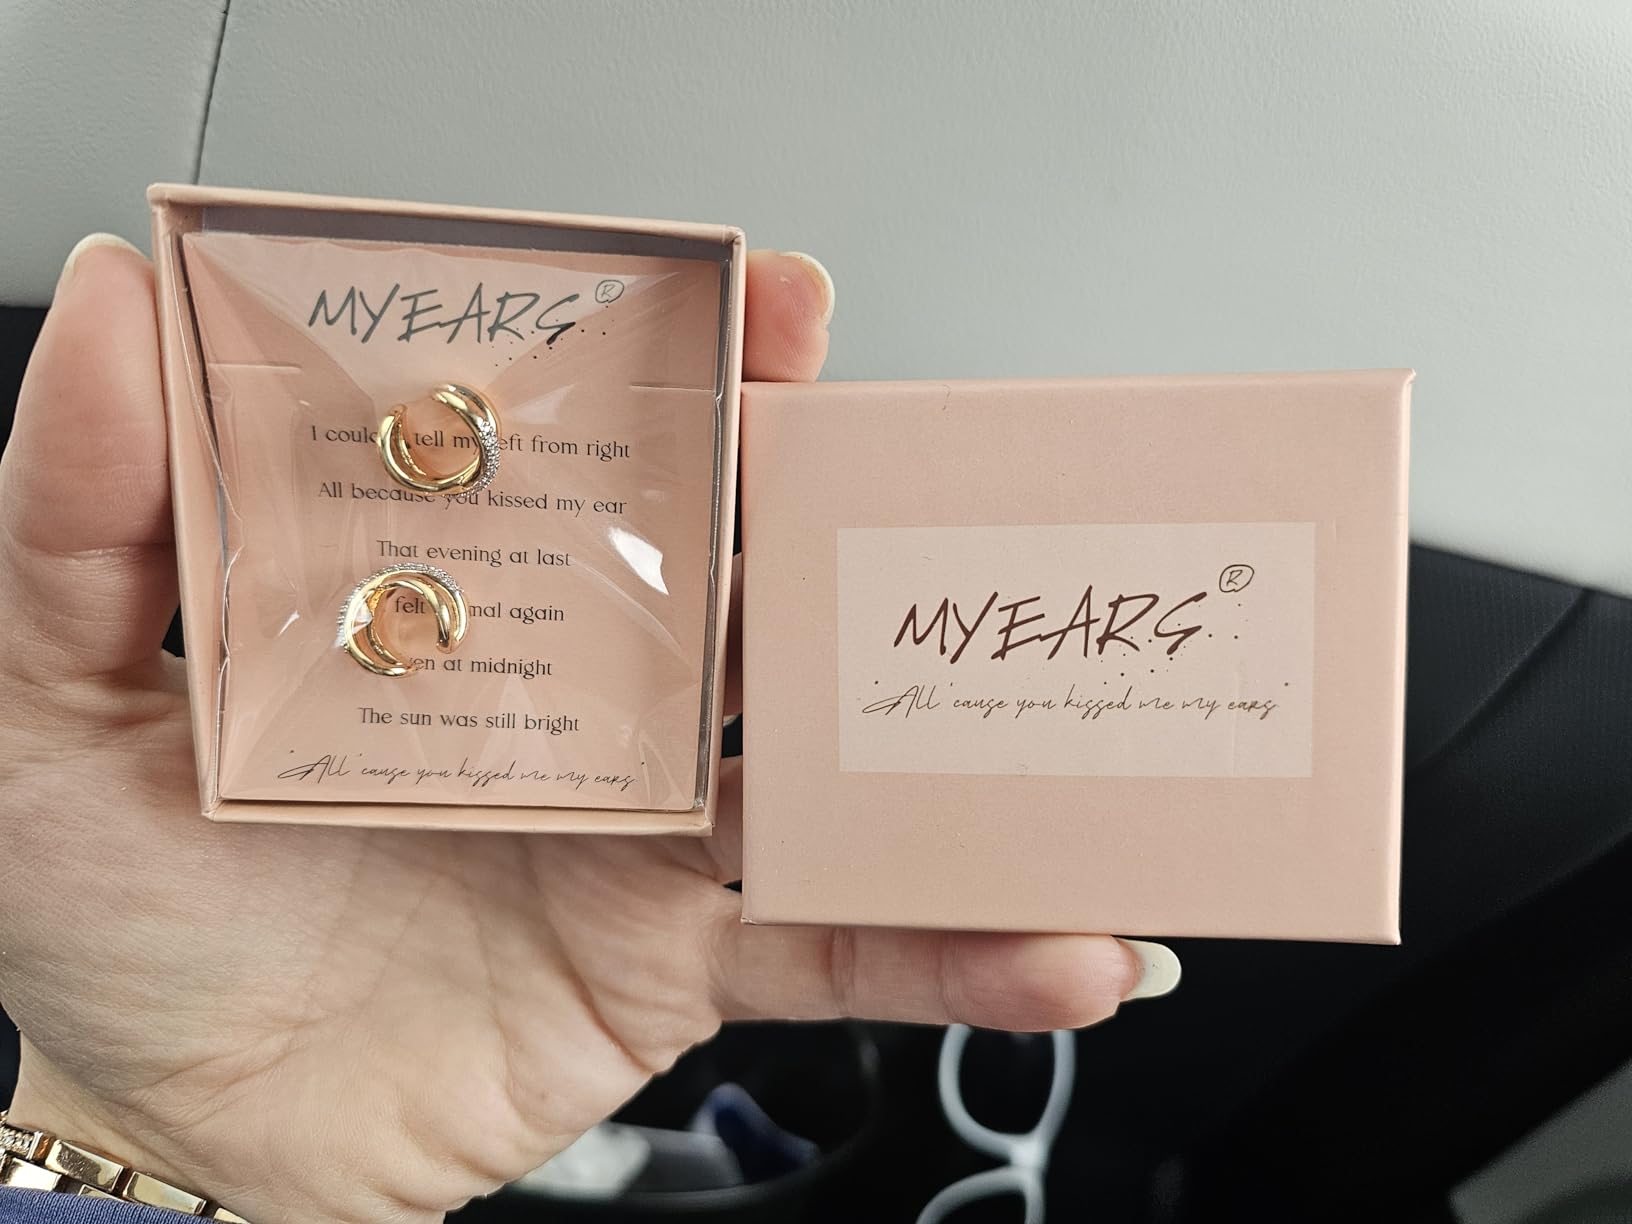 MYEARS®
I tell my left from right
All because you kissed my ear
That evening at last
felt again
at midnight
The sun was still bright
"All 'cause you kissed me my ears"
MYEARS®
"All 'cause you kissed me my ears"